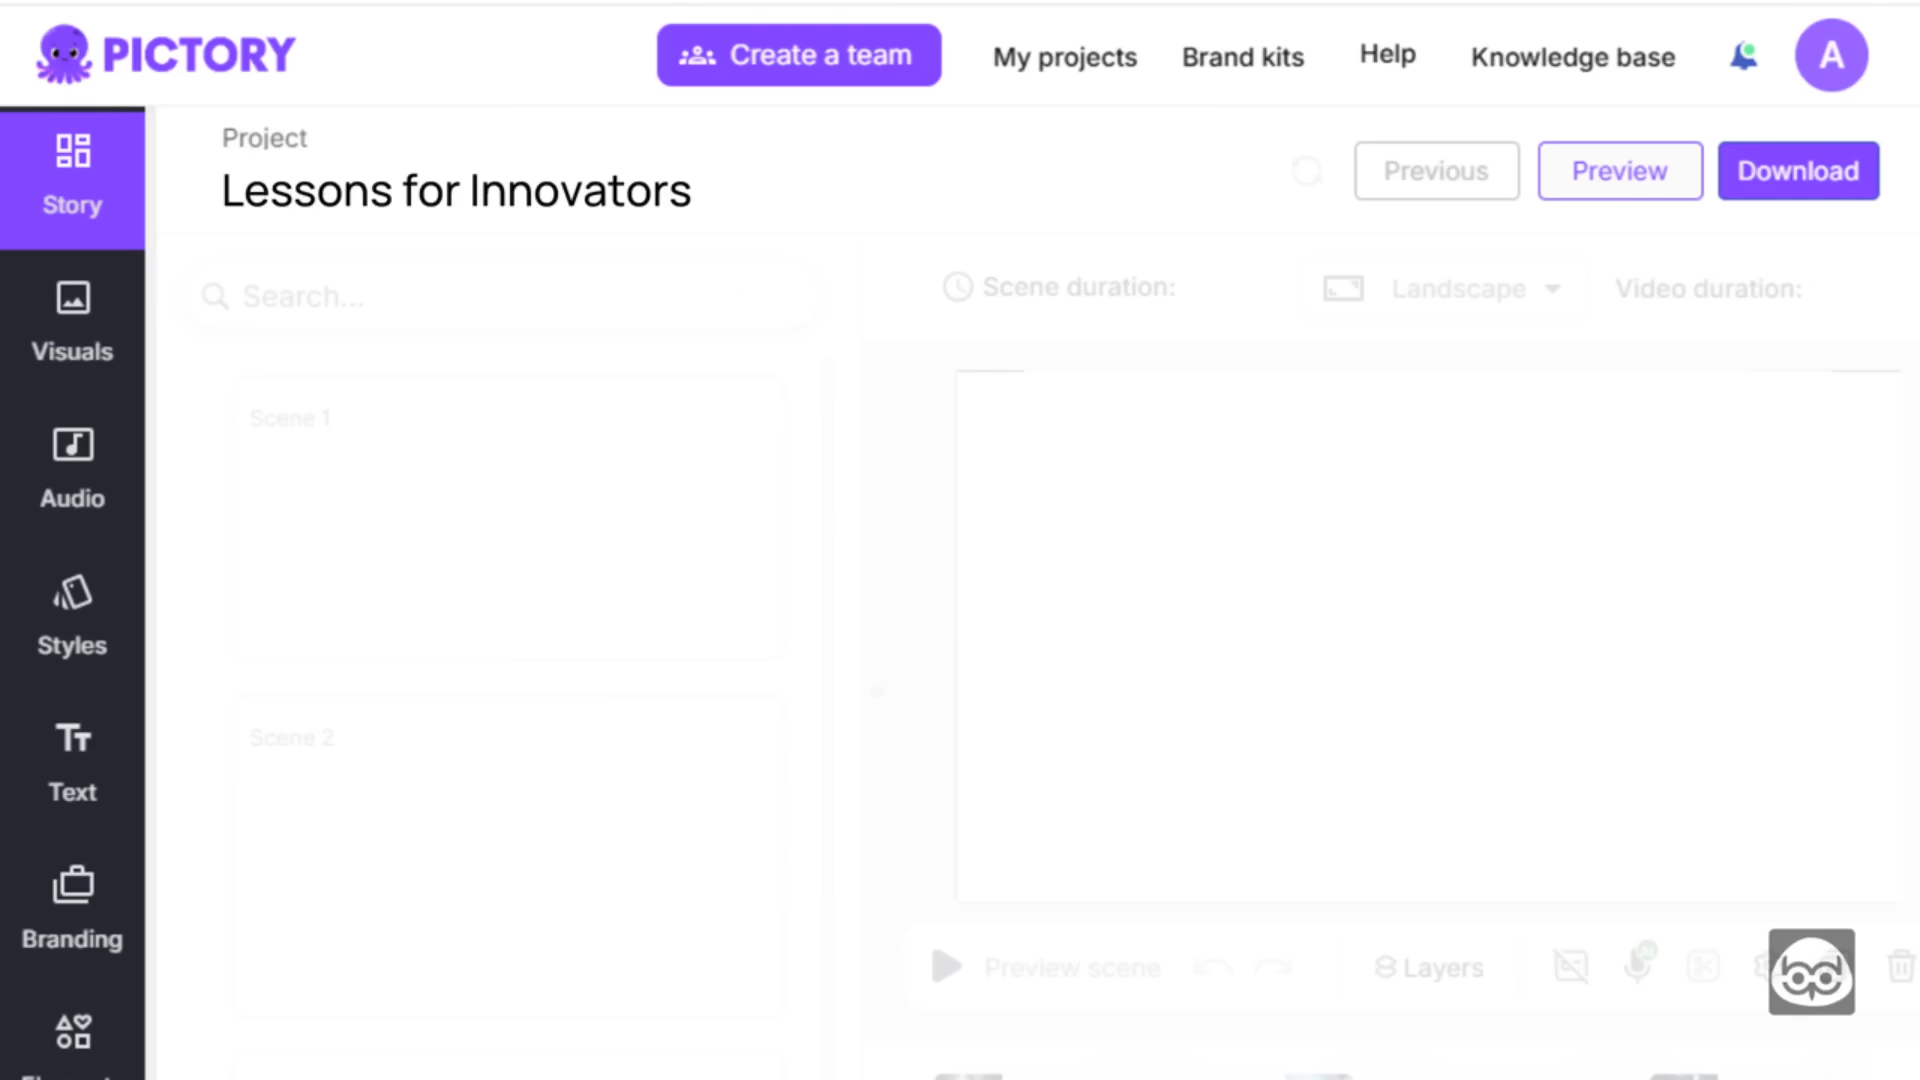 PICTORY
Create a team
My projects
Brand kits
Help
Knowledge base
A
Story
Visuals
Audio
Styles
Text
Branding
Project
Lessons for Innovators
Previous
Preview
Download
Search...
Scene duration:
Landscape
Video duration:
Scene 1
Scene 2
Preview scene
Layers